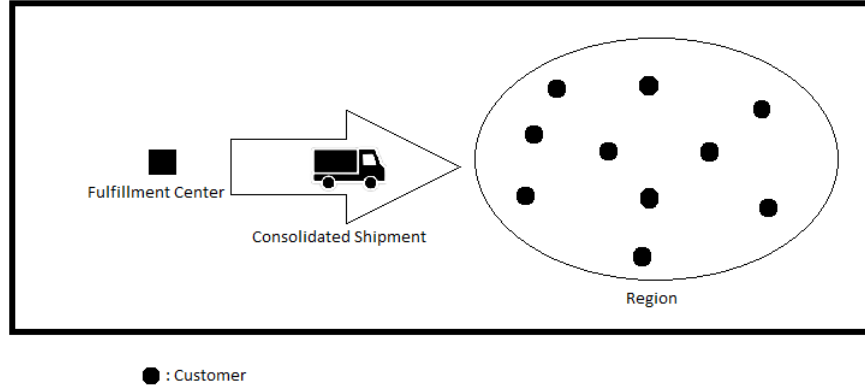 Fulfillment Center
Consolidated Shipment
Region
: Customer